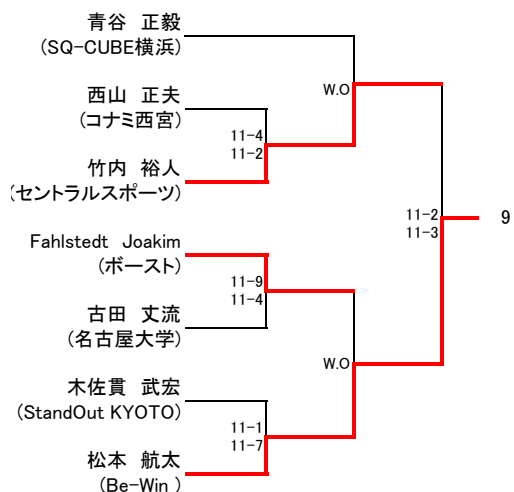 青谷 正毅
(SQ-CUBE横浜)
W.O
西山 正夫
(コナミ西宮)
11-4
11-2
竹内 裕人
(セントラルスポーツ)
11-2
11-3
9
Fahlstedt Joakim
(ボースト)
11-9
11-4
古田 丈流
(名古屋大学)
W.O
木佐貫 武宏
(StandOut KYOTO)
11-1
11-7
松本 航太
(Be-Win )